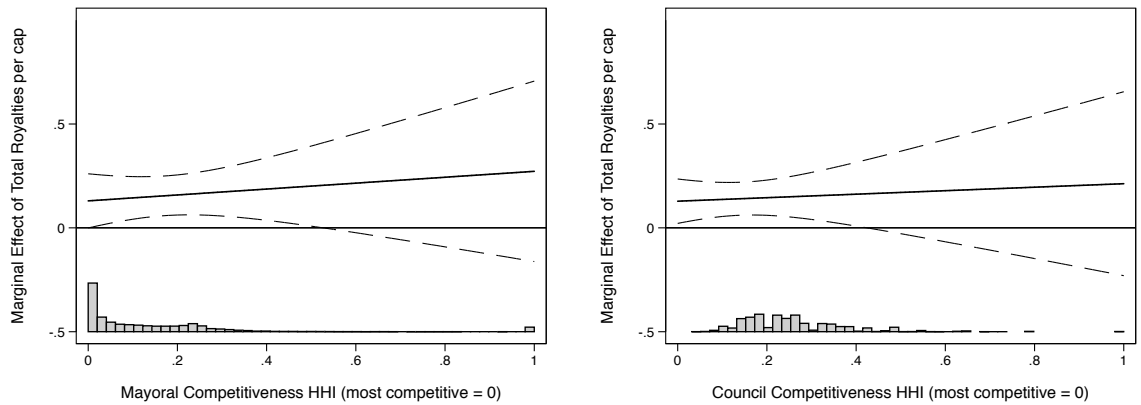 Marginal Effect of Total Royalties per cap
.5
0
-.5
0 .2 .4 .6 .8 1
Mayoral Competitiveness HHI (most competitive = 0)
Marginal Effect of Total Royalties per cap
.5
0
-.5
0 .2 .4 .6 .8 1
Council Competitiveness HHI (most competitive = 0)